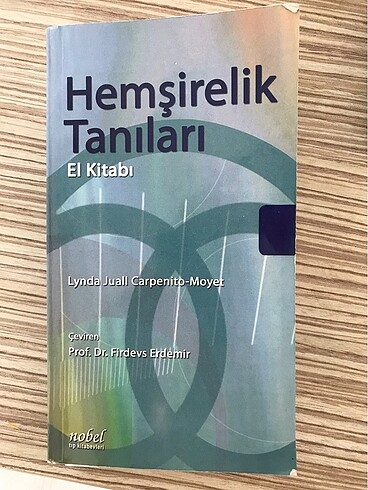 Hemşirelik
Tanıları
El Kitabı
Lynda Juall Carpenito-Moyet
Çeviren
Prof. Dr. Firdevs Erdemir
nobel
tıp kitabevleri